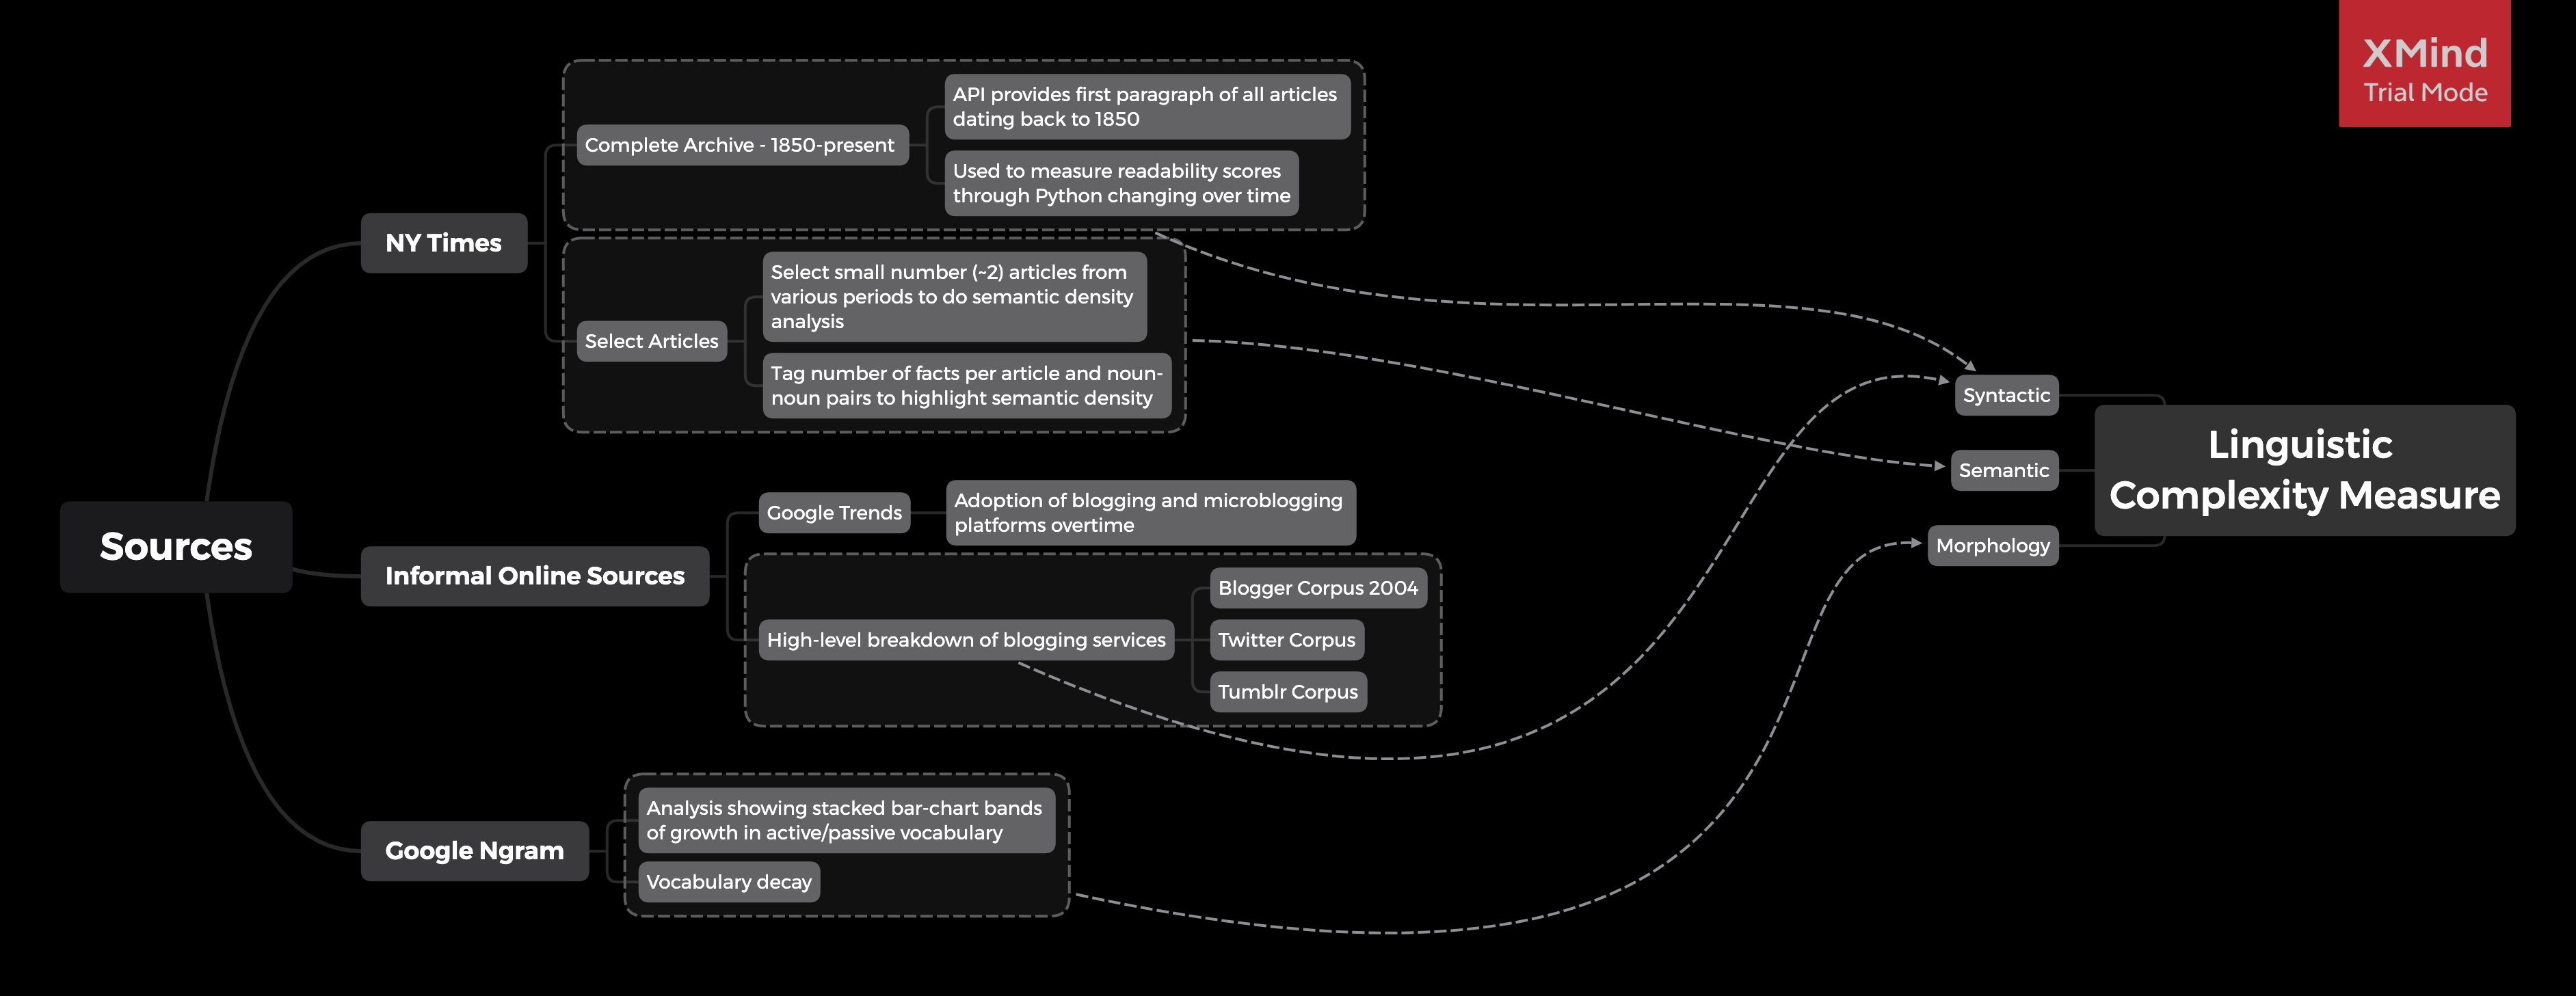 XMind
Trial Mode
Sources
NY Times
Complete Archive - 1850-present
API provides first paragraph of all articles
dating back to 1850
Used to measure readability scores
through Python changing over time
Select Articles
Select small number (~2) articles from
various periods to do semantic density
analysis
Tag number of facts per article and noun-
noun pairs to highlight semantic density
Informal Online Sources
Google Trends
Adoption of blogging and microblogging
platforms overtime
High-level breakdown of blogging services
Blogger Corpus 2004
Twitter Corpus
Tumblr Corpus
Google Ngram
Analysis showing stacked bar-chart bands
of growth in active/passive vocabulary
Vocabulary decay
Syntactic
Semantic
Morphology
Linguistic
Complexity Measure